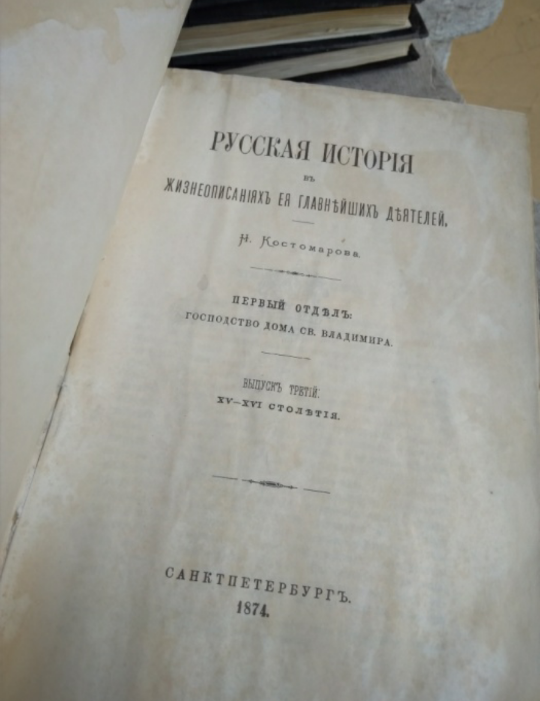 РУССКАЯ ИСТОРІЯ
ВЪ
ЖИЗНЕОПИСАНІЯХЪ ЕЯ ГЛАВНѢЙШИХЪ ДѢЯТЕЛЕЙ.
Н. Костомарова.
ПЕРВЫЙ ОТДѢЛЪ:
ГОСПОДСТВО ДОМА СВ. ВЛАДИМИРА.
ВЫПУСКЪ ТРЕТІЙ:
XV—XVI СТОЛѢТІЯ.
САНКТПЕТЕРБУРГЪ.
1874.